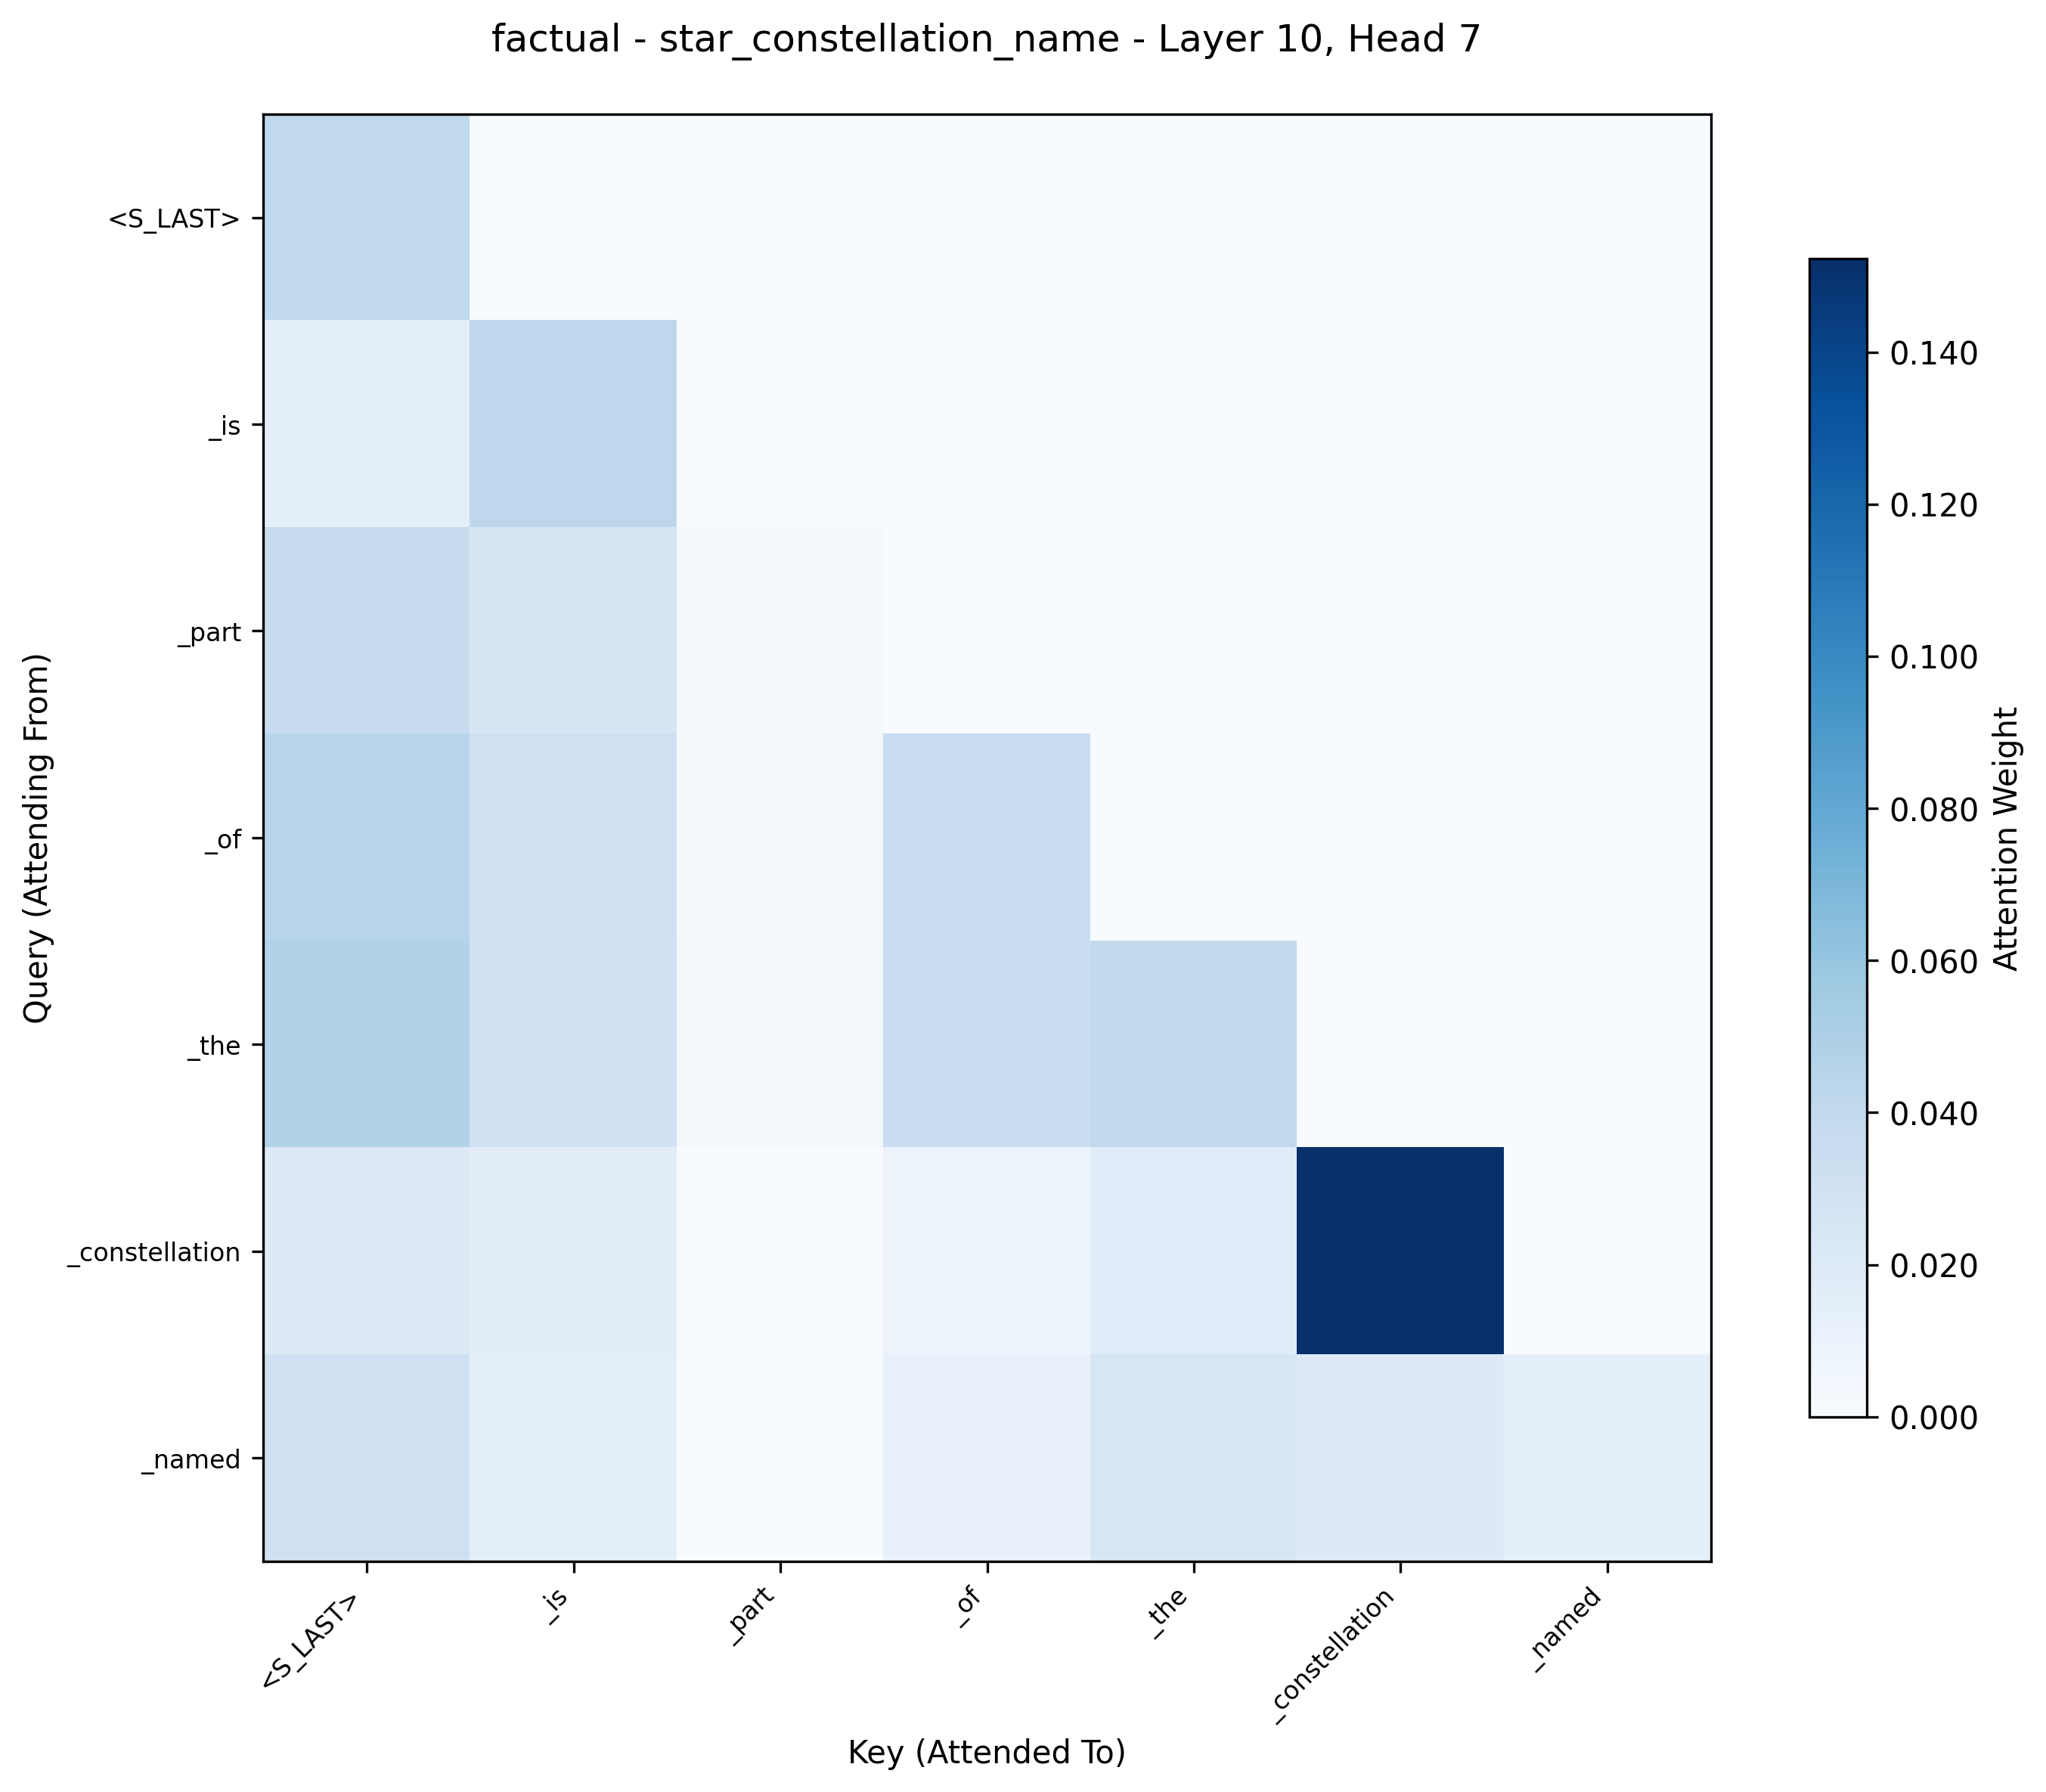 factual - star_constellation_name - Layer 10, Head 7
Query (Attending From)
<S_LAST>
_is
_part
_of
_the
_constellation
_named
<S_LAST>
_is
_part
_of
_the
_constellation
_named
Key (Attended To)
0.140
0.120
0.100
0.080
0.060
0.040
0.020
0.000
Attention Weight